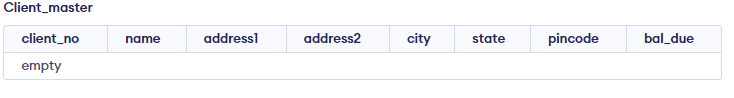 Client_master
client_no name address1 address2 city state pincode bal_due
empty